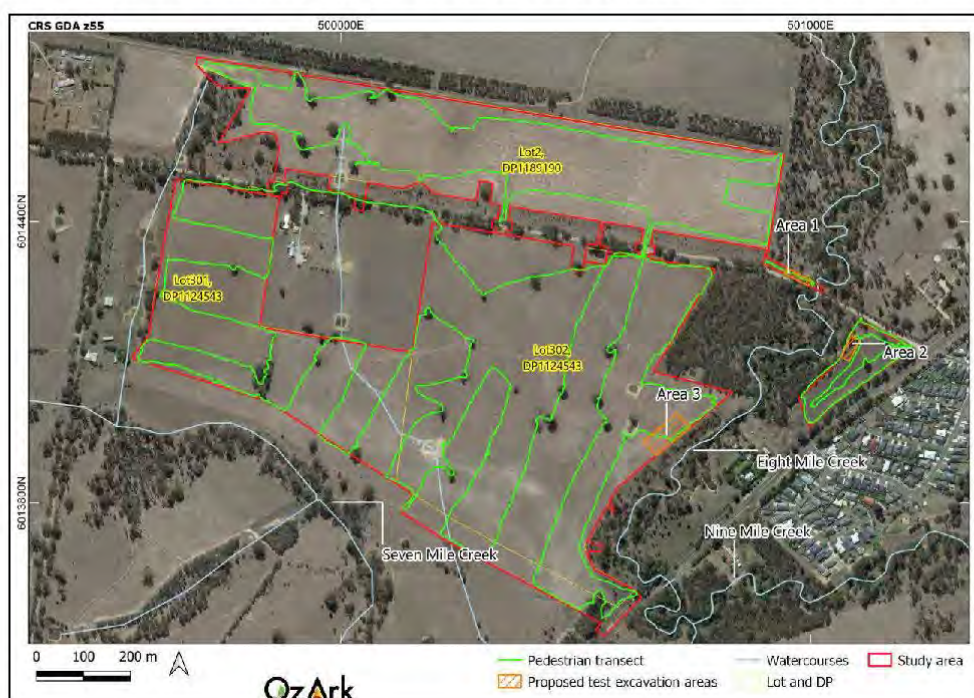 CRS GDA z55
500000E
501000E
6014400N
6013800N
Lot2,
DP1189190
Area 1
Lot301,
DP1124543
Lot302,
DP1124543
Area 2
Area 3
Eight Mile Creek
Nine Mile Creek
Seven Mile Creek
0 100 200 m
OzArk
Pedestrian transect
Watercourses
Study area
Proposed test excavation areas
Lot and DP